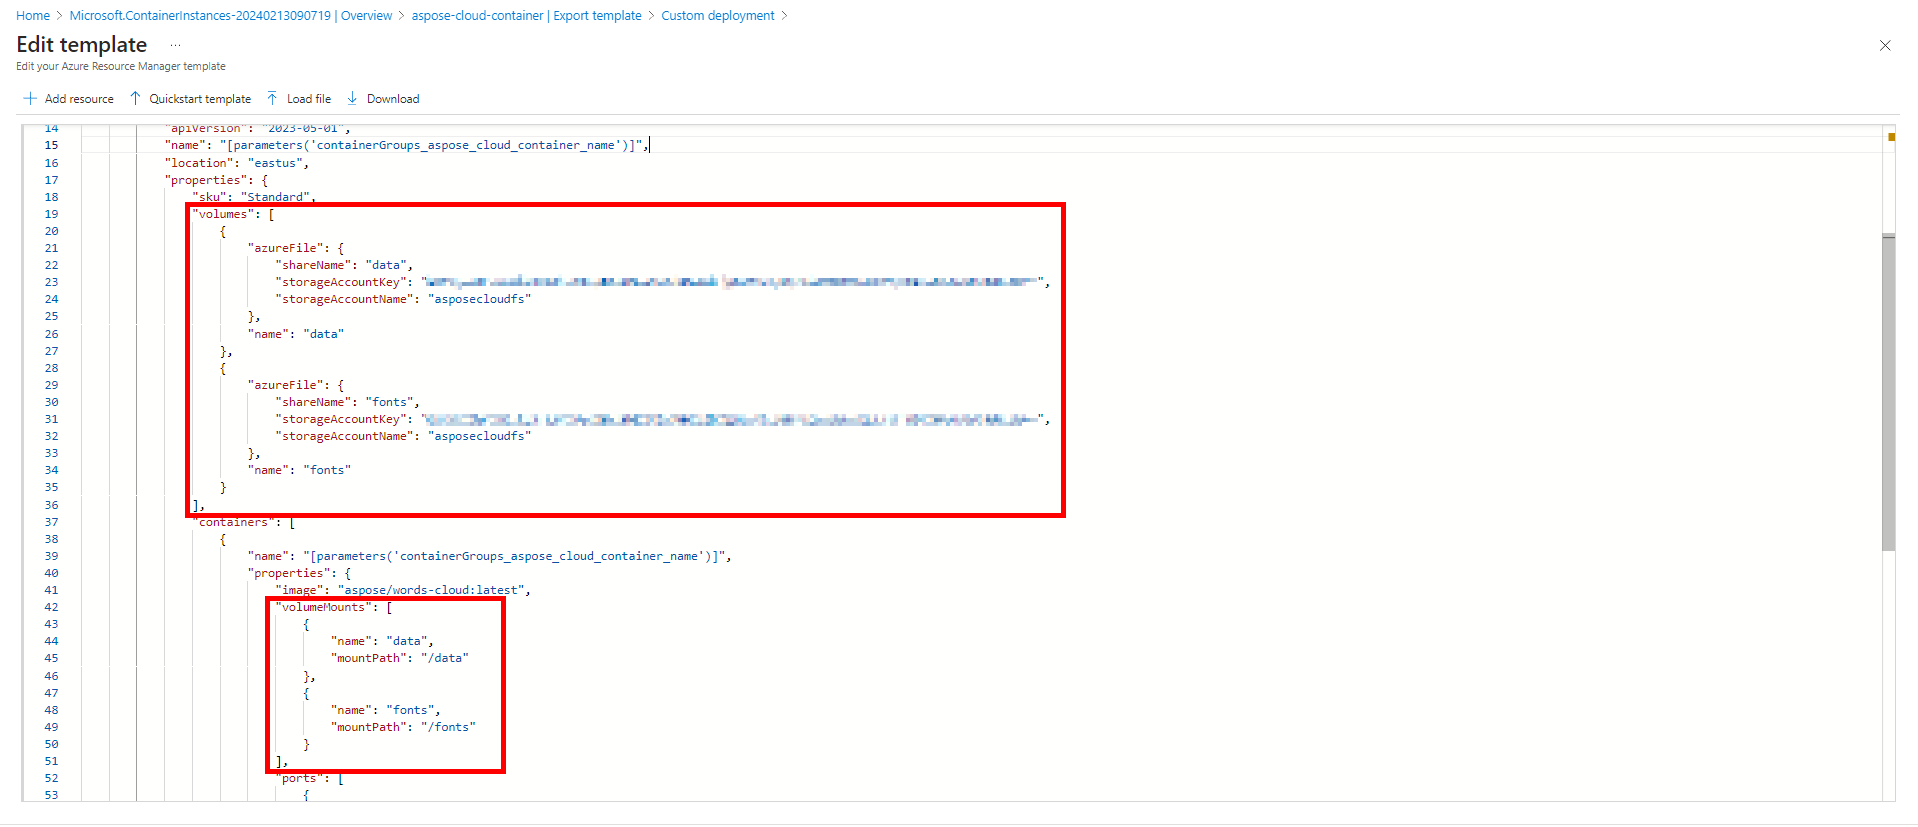 Home > Microsoft.ContainerInstances-20240213090719 | Overview > aspose-cloud-container | Export template > Custom deployment >
Edit template ...
Edit your Azure Resource Manager template
Add resource Quickstart template Load file Download
14 "apiVersion": "2023-05-01",
15 "name": "[parameters('containerGroups_aspose_cloud_container_name')]",
16 "location": "eastus",
17 "properties": {
18 "sku": "Standard",
19 "volumes": [
20 {
21 "azureFile": {
22 "shareName": "data",
23 "storageAccountKey": "",
24 "storageAccountName": "asposecloudfs"
25 },
26 "name": "data"
27 },
28 {
29 "azureFile": {
30 "shareName": "fonts",
31 "storageAccountKey": "",
32 "storageAccountName": "asposecloudfs"
33 },
34 "name": "fonts"
35 }
36 ],
37 "containers": [
38 {
39 "name": "[parameters('containerGroups_aspose_cloud_container_name')]",
40 "properties": {
41 "image": "aspose/words-cloud:latest",
42 "volumeMounts": [
43 {
44 "name": "data",
45 "mountPath": "/data"
46 },
47 {
48 "name": "fonts",
49 "mountPath": "/fonts"
50 }
51 ],
52 "ports": [
53 {